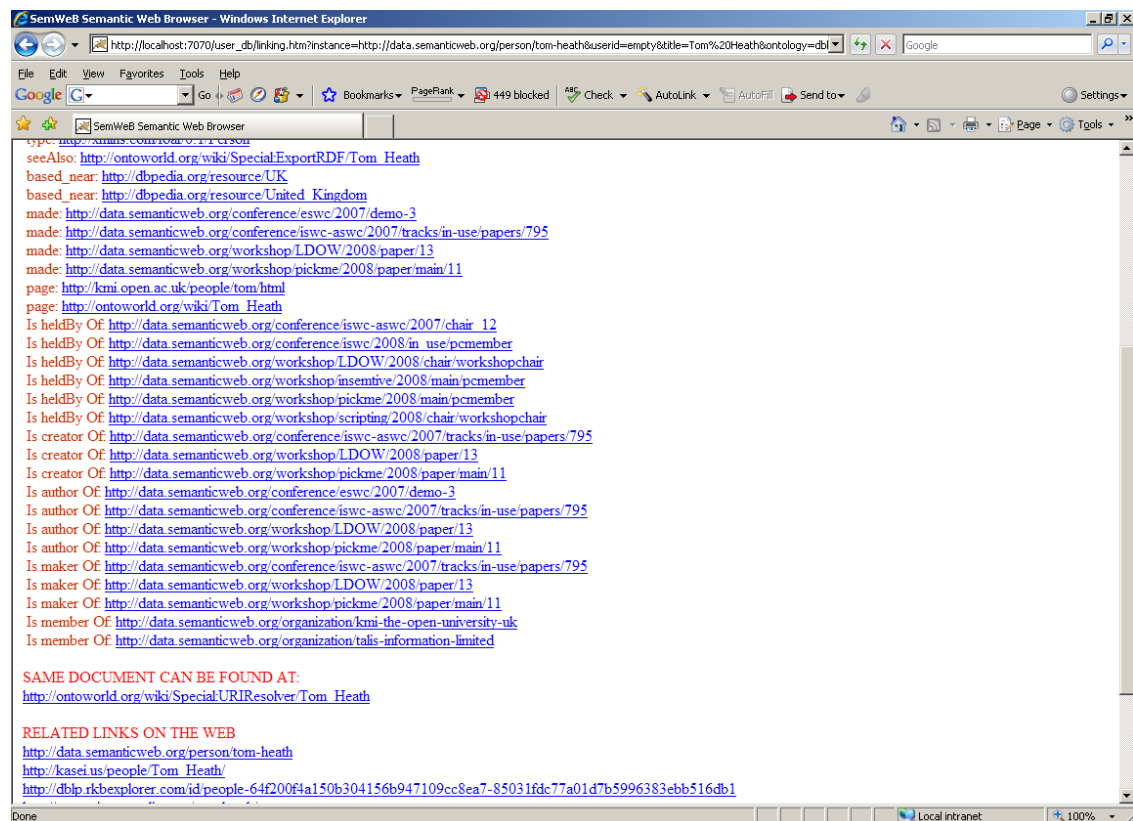 SemWeB Semantic Web Browser - Windows Internet Explorer
http://localhost:7070/user_db/linking.htm?instance=http://data.semanticweb.org/person/tom-heath&userid=empty&title=Tom%20Heath&ontology=dbl
Google
File Edit View Favorites Tools Help
Google G Go Bookmarks PageRank 449 blocked Check AutoLink AutoFill Send to Settings
SemWeB Semantic Web Browser Page Tools »
type: http://xmlns.com/foaf/0.1/Person
seeAlso: http://ontoworld.org/wiki/Special:ExportRDF/Tom_Heath
based_near: http://dbpedia.org/resource/UK
based_near: http://dbpedia.org/resource/United_Kingdom
made: http://data.semanticweb.org/conference/eswc/2007/demo-3
made: http://data.semanticweb.org/conference/iswc-aswc/2007/tracks/in-use/papers/795
made: http://data.semanticweb.org/workshop/LDOW/2008/paper/13
made: http://data.semanticweb.org/workshop/pickme/2008/paper/main/11
page: http://kmi.open.ac.uk/people/tom/html
page: http://ontoworld.org/wiki/Tom_Heath
Is heldBy Of: http://data.semanticweb.org/conference/iswc-aswc/2007/chair_12
Is heldBy Of: http://data.semanticweb.org/conference/iswc/2008/in_use/pcmember
Is heldBy Of: http://data.semanticweb.org/workshop/LDOW/2008/chair/workshopchair
Is heldBy Of: http://data.semanticweb.org/workshop/insemtive/2008/main/pcmember
Is heldBy Of: http://data.semanticweb.org/workshop/pickme/2008/main/pcmember
Is heldBy Of: http://data.semanticweb.org/workshop/scripting/2008/chair/workshopchair
Is creator Of: http://data.semanticweb.org/conference/iswc-aswc/2007/tracks/in-use/papers/795
Is creator Of: http://data.semanticweb.org/workshop/LDOW/2008/paper/13
Is creator Of: http://data.semanticweb.org/workshop/pickme/2008/paper/main/11
Is author Of: http://data.semanticweb.org/conference/eswc/2007/demo-3
Is author Of: http://data.semanticweb.org/conference/iswc-aswc/2007/tracks/in-use/papers/795
Is author Of: http://data.semanticweb.org/workshop/LDOW/2008/paper/13
Is author Of: http://data.semanticweb.org/workshop/pickme/2008/paper/main/11
Is maker Of: http://data.semanticweb.org/conference/iswc-aswc/2007/tracks/in-use/papers/795
Is maker Of: http://data.semanticweb.org/workshop/LDOW/2008/paper/13
Is maker Of: http://data.semanticweb.org/workshop/pickme/2008/paper/main/11
Is member Of: http://data.semanticweb.org/organization/kmi-the-open-university-uk
Is member Of: http://data.semanticweb.org/organization/talis-information-limited
SAME DOCUMENT CAN BE FOUND AT:
http://ontoworld.org/wiki/Special:URIResolver/Tom_Heath
RELATED LINKS ON THE WEB
http://data.semanticweb.org/person/tom-heath
http://kasei.us/people/Tom_Heath/
http://dblp.rkbexplorer.com/id/people-64f200f4a150b304156b947109cc8ea7-85031fdc77a01d7b5996383ebb516db1
Done Local intranet 100%